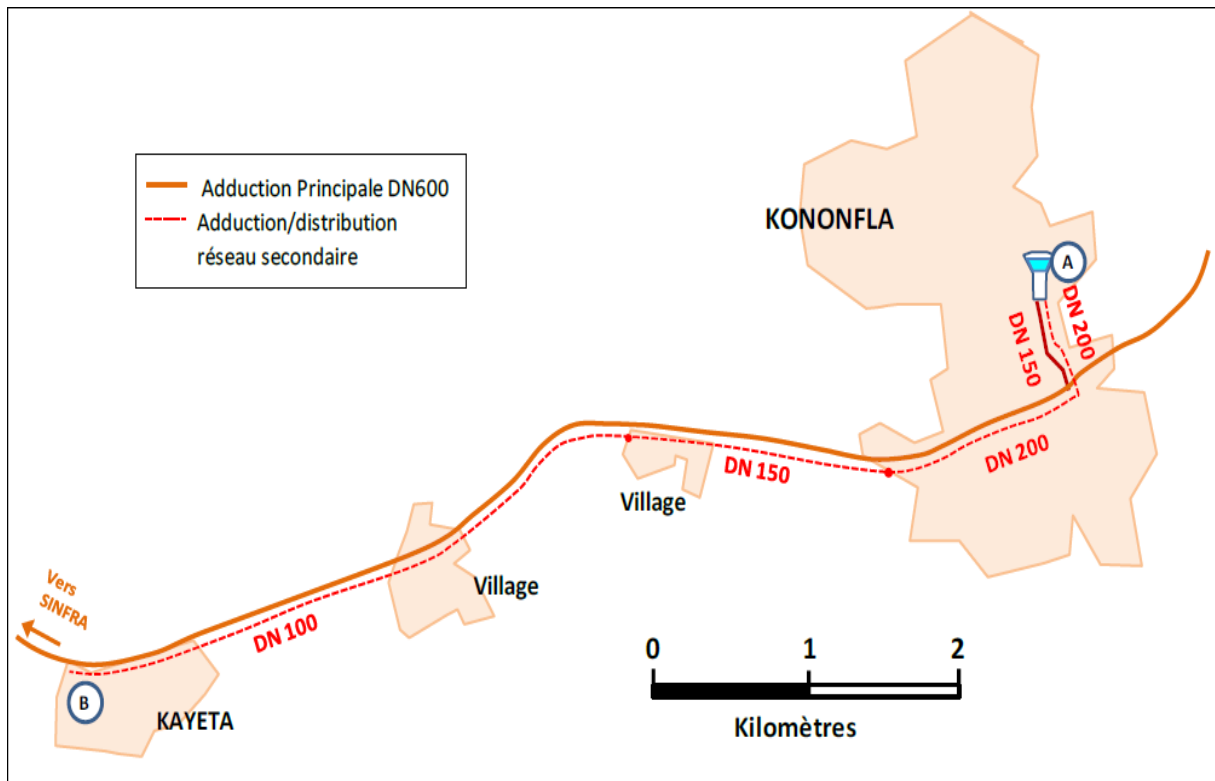 Adduction Principale DN600
Adduction/distribution
réseau secondaire
KONONFLA
A
DN 200
DN 150
DN 200
DN 150
Village
Village
Vers
SINFRA
DN 100
B
KAYETA
0 1 2
Kilomètres